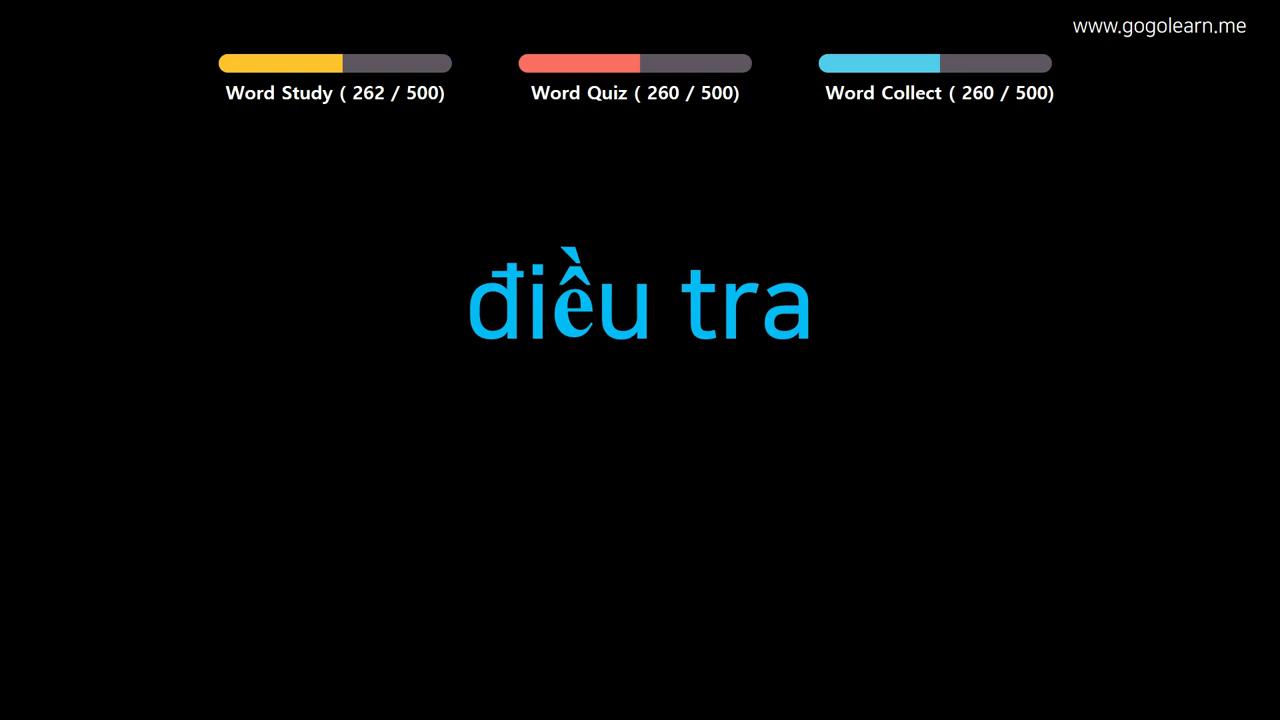 www.gogolearn.me
Word Study ( 262 / 500)
Word Quiz ( 260 / 500)
Word Collect ( 260 / 500)
điều tra